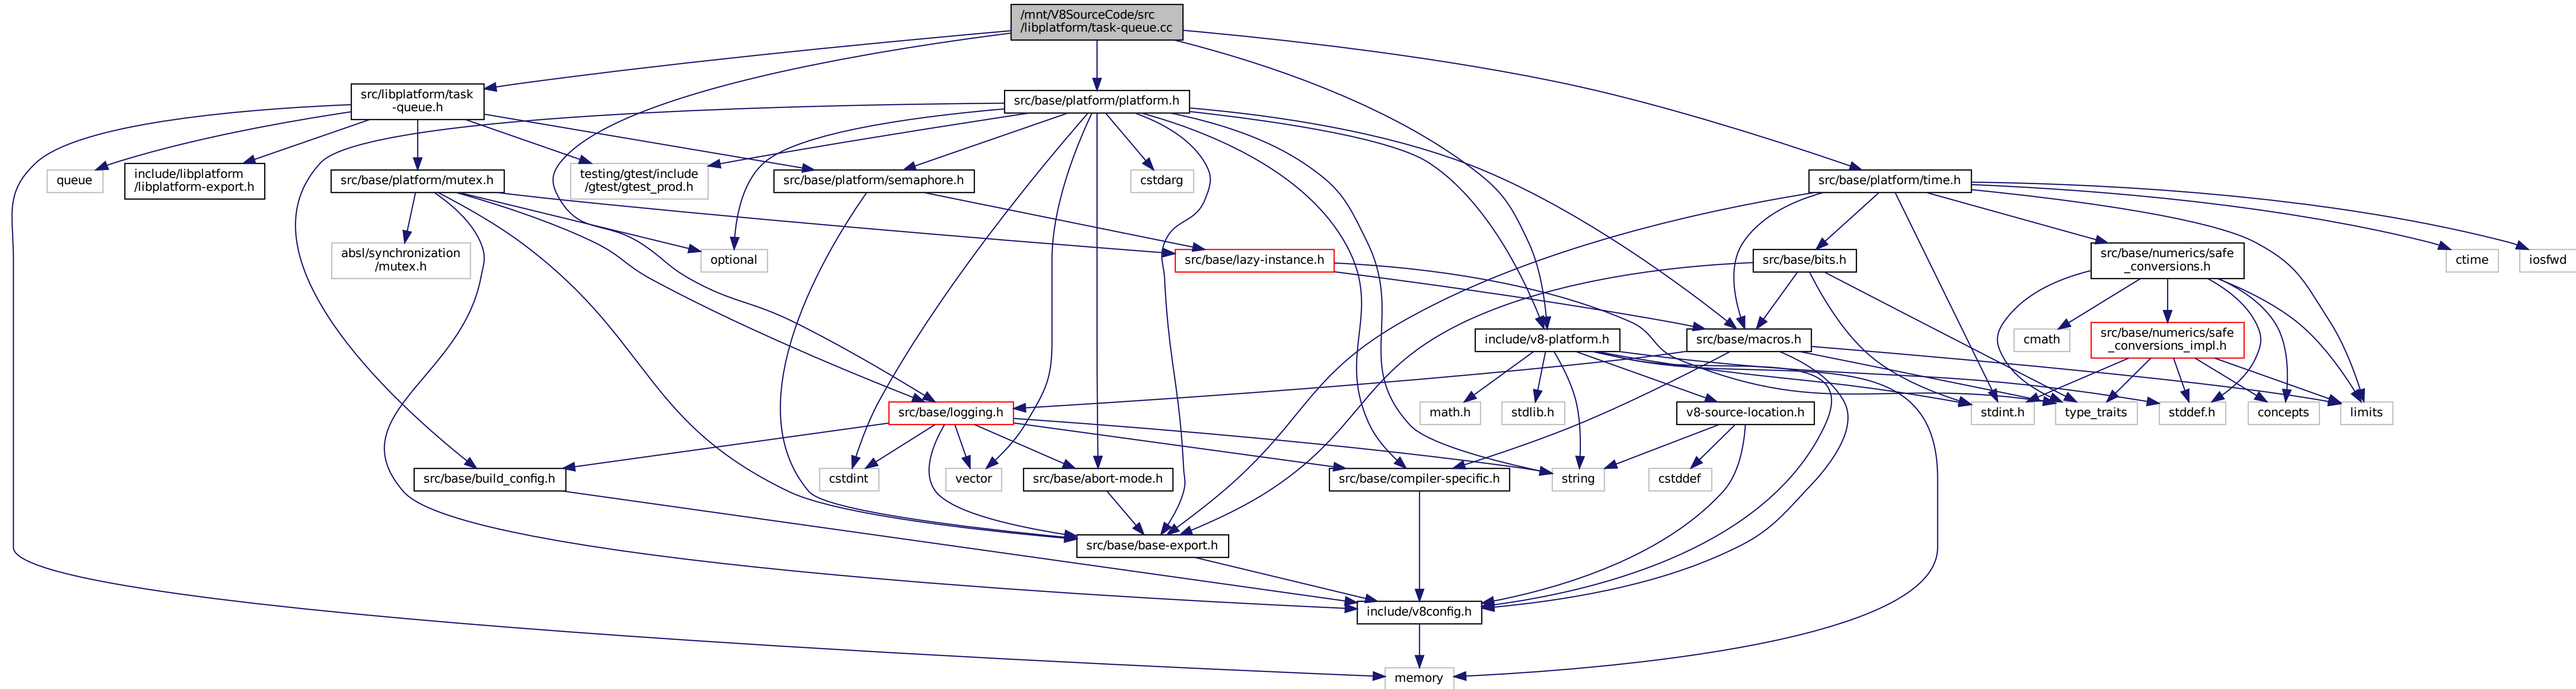 /mnt/V8SourceCode/src
/libplatform/task-queue.cc
src/libplatform/task
-queue.h
src/base/platform/platform.h
queue
include/libplatform
/libplatform-export.h
src/base/platform/mutex.h
testing/gtest/include
/gtest/gtest_prod.h
src/base/platform/semaphore.h
cstdarg
src/base/platform/time.h
absl/synchronization
/mutex.h
optional
src/base/lazy-instance.h
src/base/bits.h
src/base/numerics/safe
_conversions.h
ctime
iosfwd
include/v8-platform.h
src/base/macros.h
cmath
src/base/numerics/safe
_conversions_impl.h
src/base/logging.h
math.h
stdlib.h
v8-source-location.h
stdint.h
type_traits
stddef.h
concepts
limits
src/base/build_config.h
cstdint
vector
src/base/abort-mode.h
src/base/compiler-specific.h
string
cstddef
src/base/base-export.h
include/v8config.h
memory